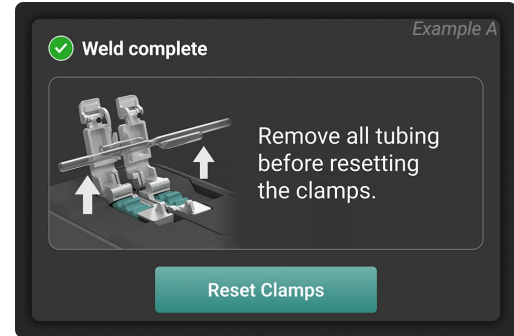 Example A
Weld complete
Remove all tubing
before resetting
the clamps.
Reset Clamps